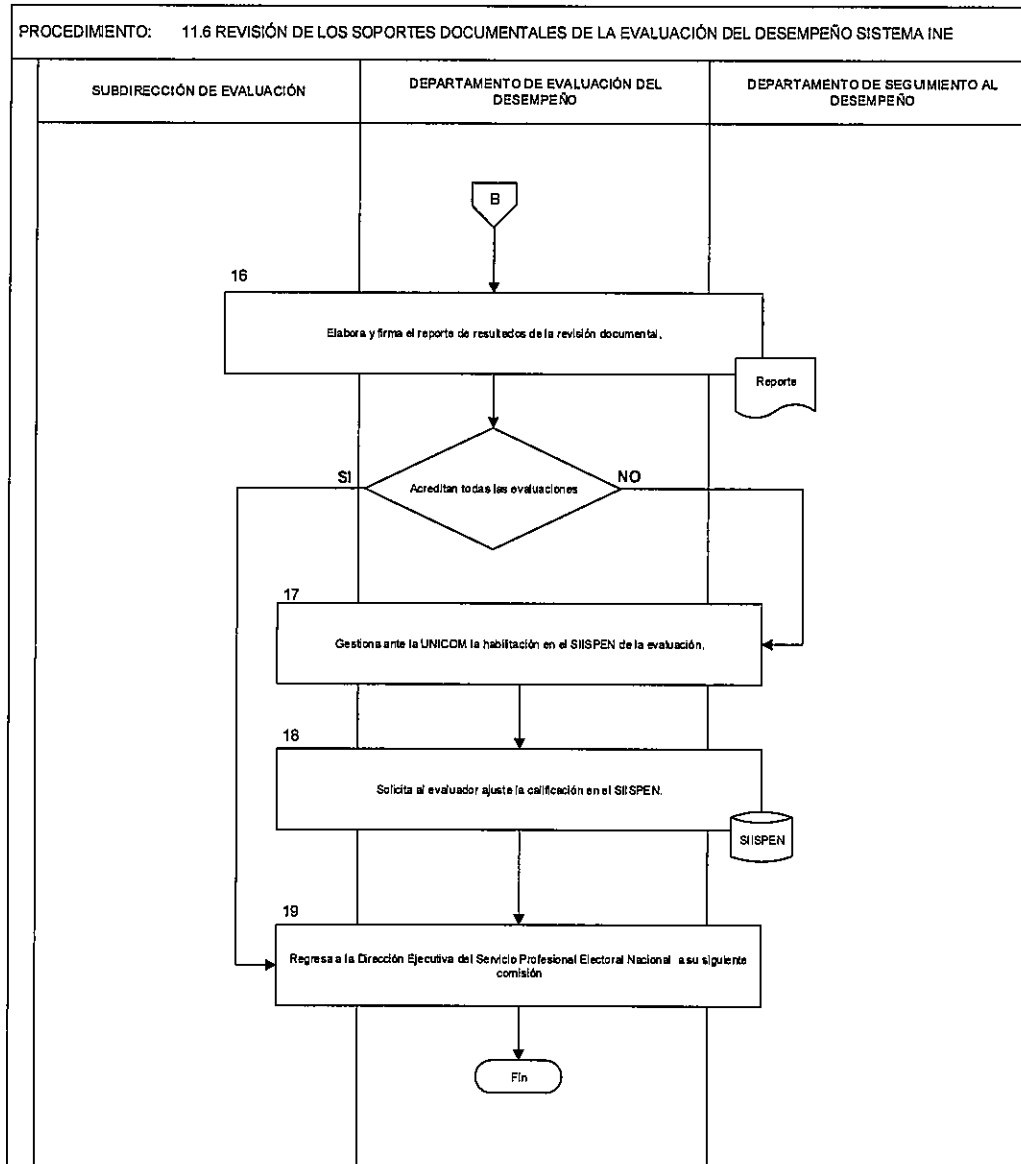 PROCEDIMIENTO: 11.6 REVISIÓN DE LOS SOPORTES DOCUMENTALES DE LA EVALUACIÓN DEL DESEMPEÑO SISTEMA INE
SUBDIRECCIÓN DE EVALUACIÓN
DEPARTAMENTO DE EVALUACIÓN DEL
DESEMPEÑO
DEPARTAMENTO DE SEGUIMIENTO AL
DESEMPEÑO
B
16
Elabora y firma el reporte de resultados de la revisión documental.
Reporte
SI
Acreditan todas las evaluaciones
NO
17
Gestiona ante la UNICOM la habilitación en el SIISPEN de la evaluación.
18
Solicita al evaluador ajuste la calificación en el SIISPEN.
SIISPEN
19
Regresa a la Dirección Ejecutiva del Servicio Profesional Electoral Nacional a su siguiente
comisión
Fin